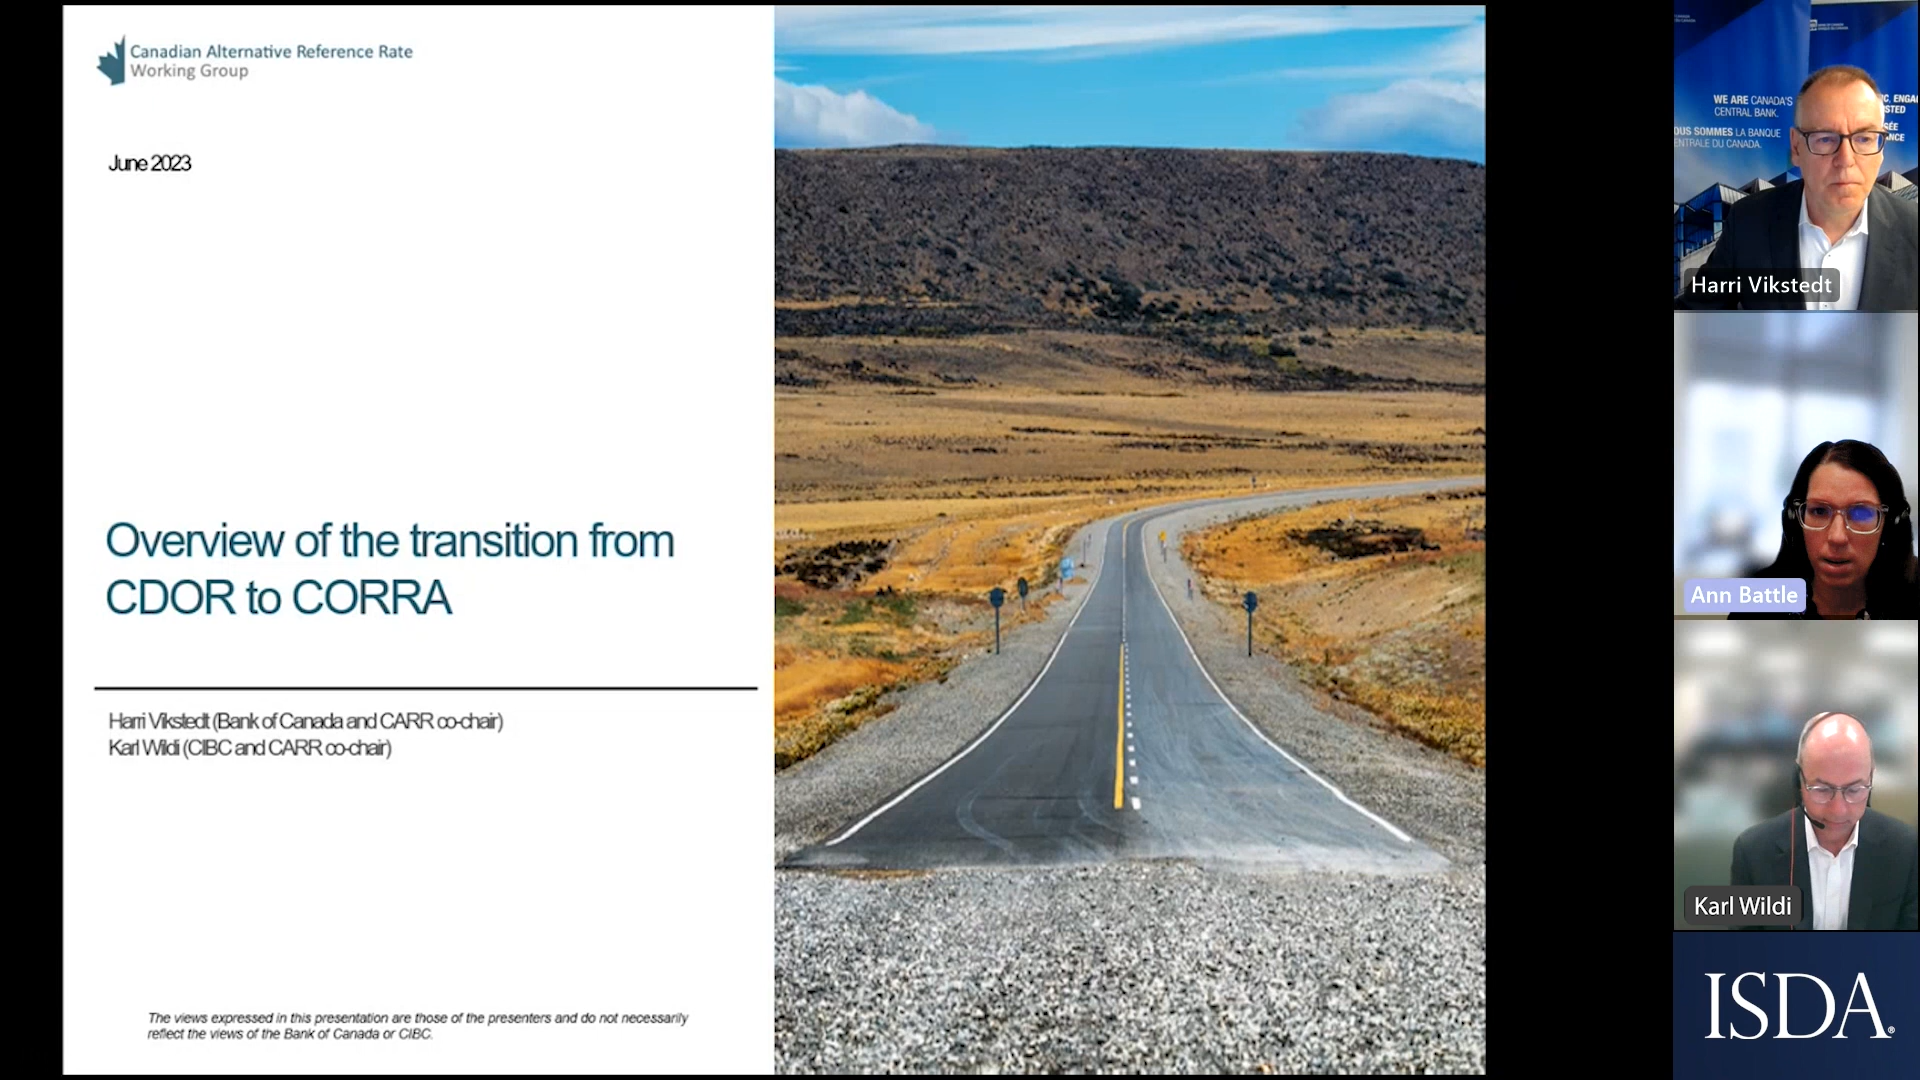 Canadian Alternative Reference Rate
Working Group
June 2023
Overview of the transition from
CDOR to CORRA
Harri Vikstedt (Bank of Canada and CARR co-chair)
Karl Wildi (CIBC and CARR co-chair)
The views expressed in this presentation are those of the presenters and do not necessarily
reflect the views of the Bank of Canada or CIBC.
WE ARE CANADA'S
CENTRAL BANK.
OUS SOMMES LA BANQUE
ENTRALE DU CANADA.
Harri Vikstedt
Ann Battle
Karl Wildi
ISDA